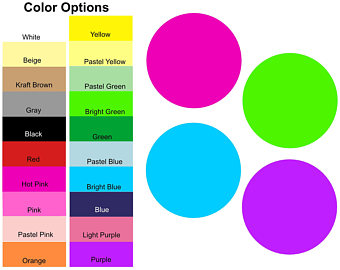 Color Options
White
Beige
Kraft Brown
Gray
Black
Red
Hot Pink
Pink
Pastel Pink
Orange
Yellow
Pastel Yellow
Pastel Green
Bright Green
Green
Pastel Blue
Bright Blue
Blue
Light Purple
Purple